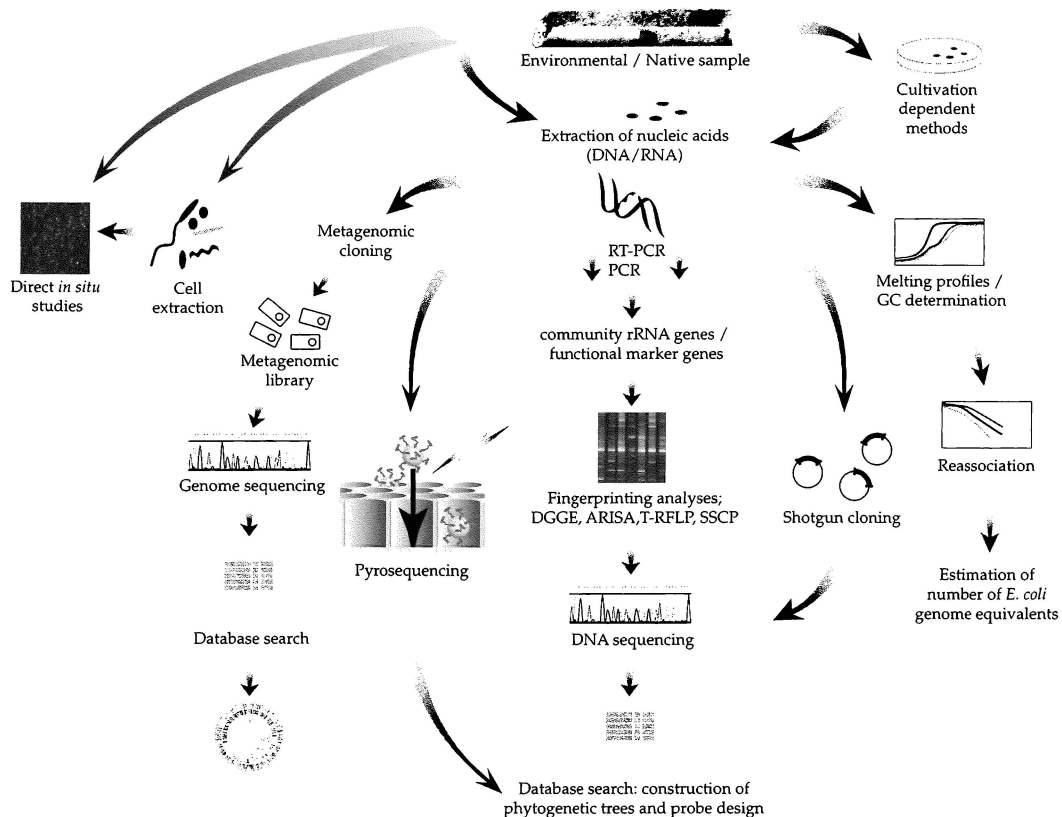 Environmental / Native sample
Cultivation
dependent
methods
Extraction of nucleic acids
(DNA/RNA)
Direct in situ
studies
Cell
extraction
Metagenomic
cloning
RT-PCR
PCR
Melting profiles /
GC determination
community rRNA genes /
functional marker genes
Metagenomic
library
Genome sequencing
Pyrosequencing
Fingerprinting analyses;
DGGE, ARISA,T-RFLP, SSCP
Shotgun cloning
Reassociation
Estimation of
number of E. coli
genome equivalents
Database search
DNA sequencing
Database search: construction of
phytogenetic trees and probe design